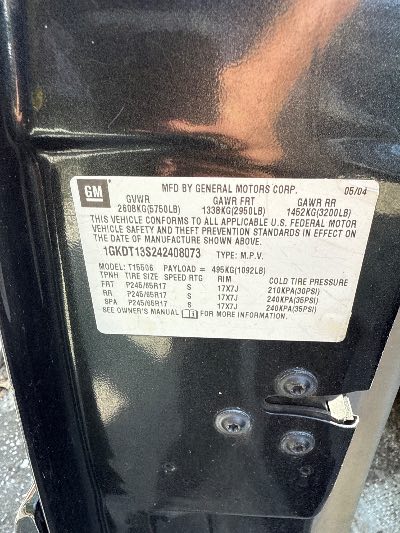 GM
MFD BY GENERAL MOTORS CORP. 05/04
GVWR GAWR FRT GAWR RR
2608KG(5750LB) 1338KG(2950LB) 1452KG(3200LB)
THIS VEHICLE CONFORMS TO ALL APPLICABLE U.S. FEDERAL MOTOR
VEHICLE SAFETY AND THEFT PREVENTION STANDARDS IN EFFECT ON
THE DATE OF MANUFACTURE SHOWN ABOVE.
1GKDT13S242408073 TYPE: M.P.V.
MODEL: T15506 PAYLOAD = 495KG(1092LB)
TPNH TIRE SIZE SPEED RTG RIM COLD TIRE PRESSURE
FRT P245/65R17 S 17X7J 210KPA(30PSI)
RR P245/65R17 S 17X7J 240KPA(35PSI)
SPA P245/65R17 S 17X7J 240KPA(35PSI)
SEE OWNER'S MANUAL FOR MORE INFORMATION.